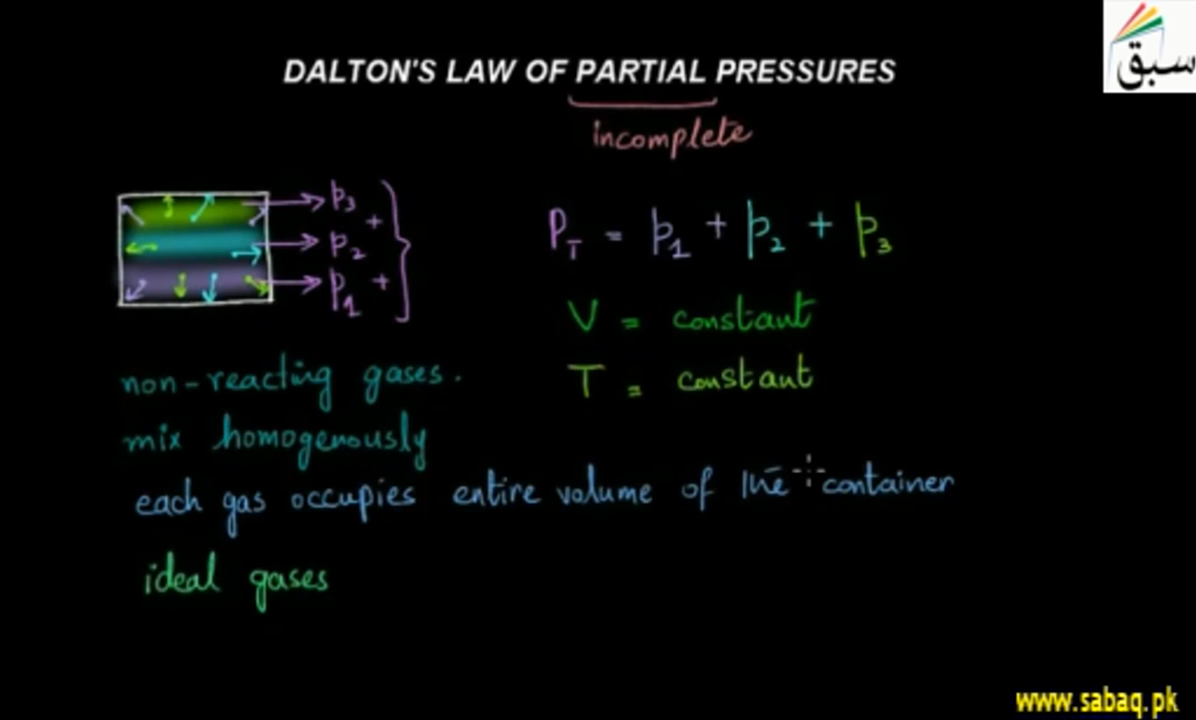 سبق
DALTON'S LAW OF PARTIAL PRESSURES
incomplete
p3
+
p2
+
p1
PT = p1 + p2 + p3
V = constant
T = constant
non-reacting gases.
mix homogenously
each gas occupies entire volume of the container
ideal gases
www.sabaq.pk